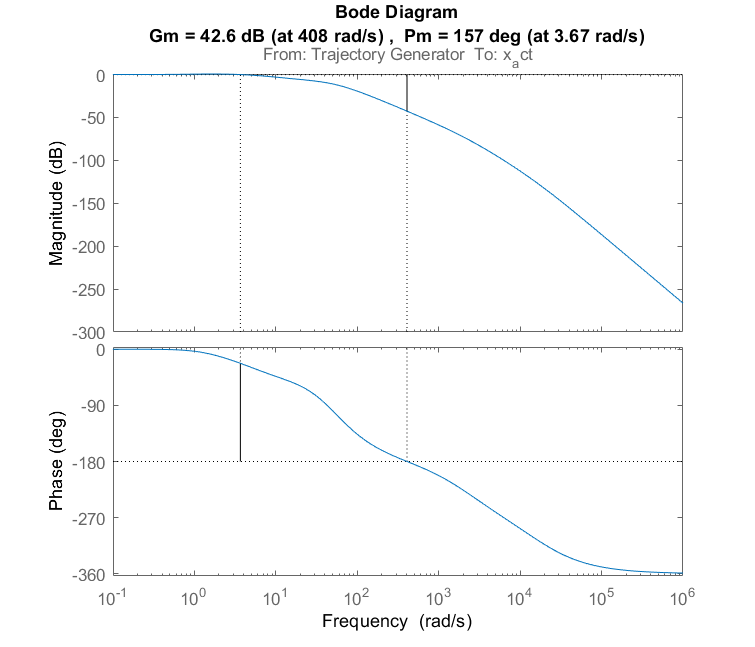 Bode Diagram
Gm = 42.6 dB (at 408 rad/s) , Pm = 157 deg (at 3.67 rad/s)
From: Trajectory Generator To: x_act
Magnitude (dB)
0
-50
-100
-150
-200
-250
-300
Phase (deg)
0
-90
-180
-270
-360
10^-1 10^0 10^1 10^2 10^3 10^4 10^5 10^6
Frequency (rad/s)